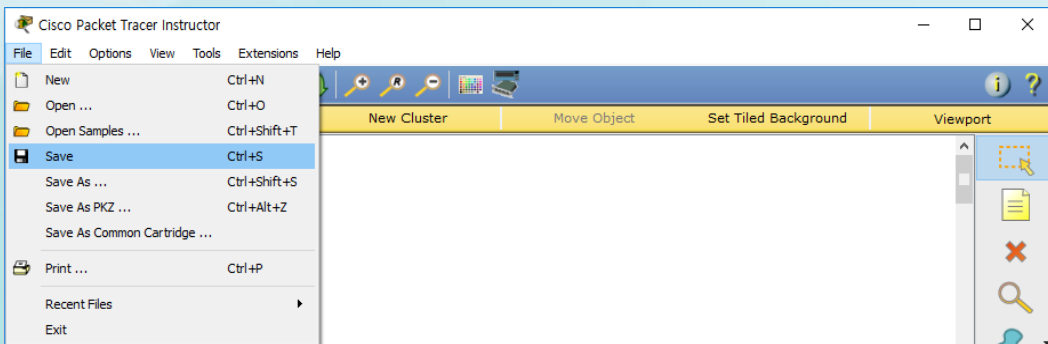 Cisco Packet Tracer Instructor
File Edit Options View Tools Extensions Help
New Ctrl+N
Open ... Ctrl+O
Open Samples ... Ctrl+Shift+T
Save Ctrl+S
Save As ... Ctrl+Shift+S
Save As PKZ ... Ctrl+Alt+Z
Save As Common Cartridge ...
Print ... Ctrl+P
Recent Files
Exit
R
i ?
New Cluster Move Object Set Tiled Background Viewport